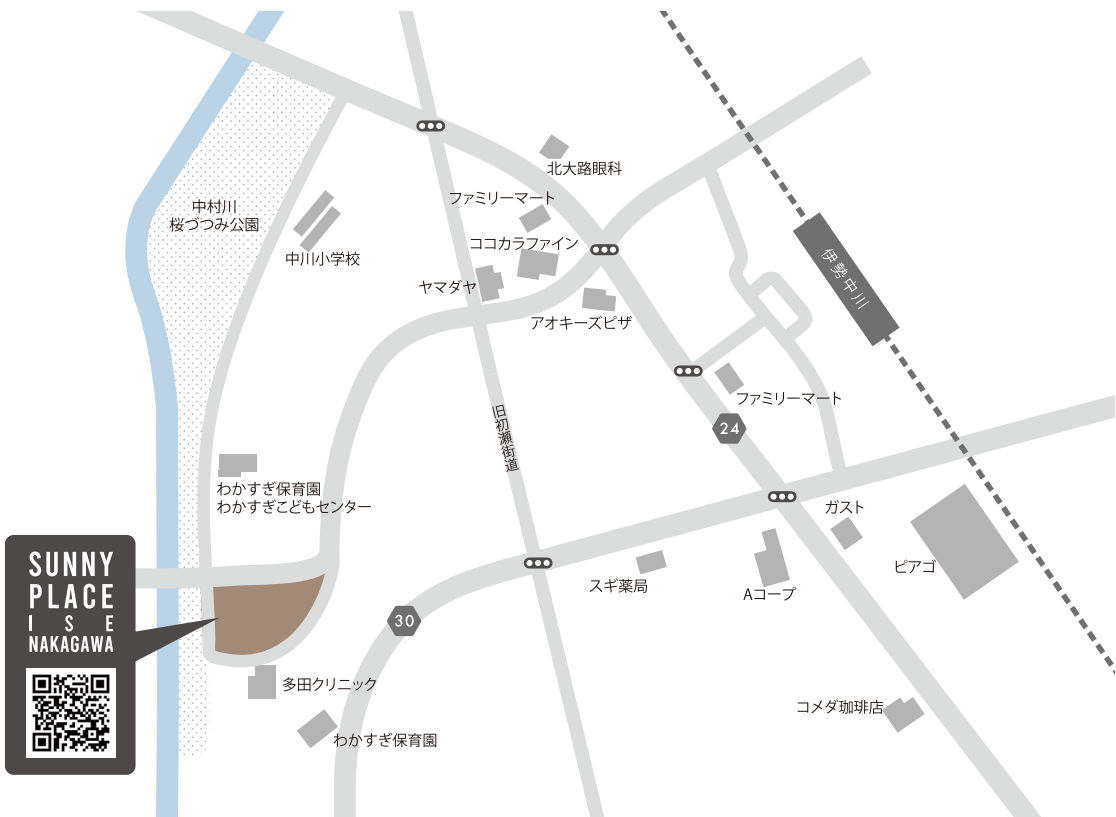 北大路眼科
ファミリーマート
中村川
桜づつみ公園
ココカラファイン
中川小学校
伊勢中川
ヤマダヤ
アオキーズピザ
ファミリーマート
24
旧初瀬街道
わかすぎ保育園
わかすぎこどもセンター
ガスト
SUNNY
PLACE
ISE
NAKAGAWA
ピアゴ
スギ薬局
Aコープ
30
多田クリニック
コメダ珈琲店
わかすぎ保育園